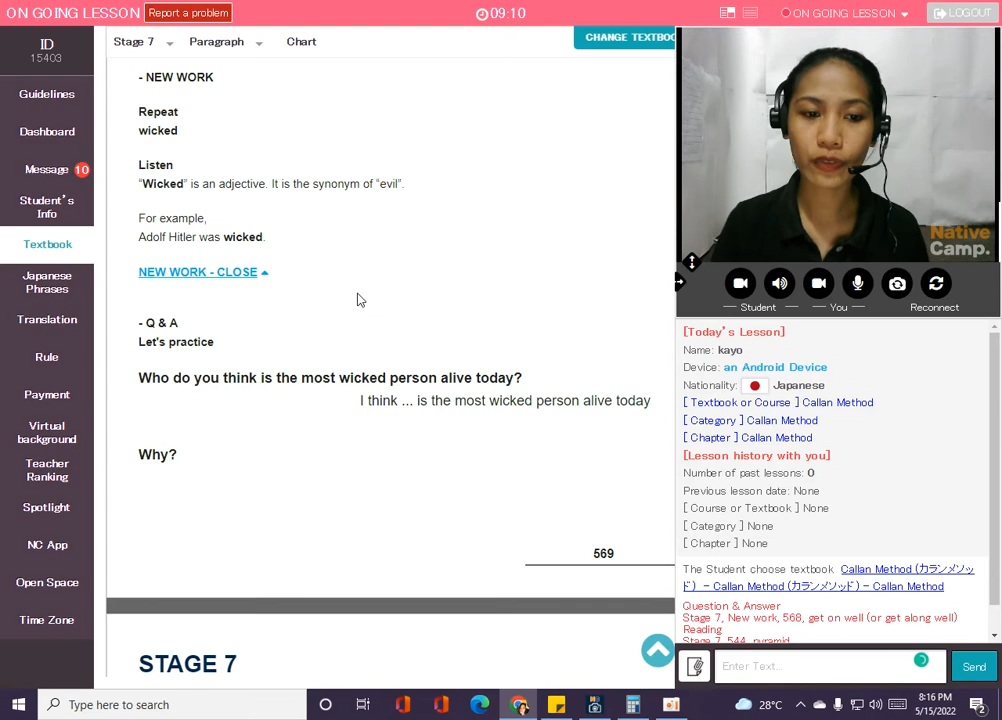 ON GOING LESSON Report a problem 09:10 ON GOING LESSON LOGOUT
ID
15403
Guidelines
Dashboard
Message 10
Student's
Info
Textbook
Japanese
Phrases
Translation
Rule
Payment
Virtual
background
Teacher
Ranking
Spotlight
NC App
Open Space
Time Zone
Stage 7 Paragraph Chart CHANGE TEXTBOO
- NEW WORK
Repeat
wicked
Listen
“Wicked” is an adjective. It is the synonym of “evil”.
For example,
Adolf Hitler was wicked.
NEW WORK - CLOSE
- Q & A
Let's practice
Who do you think is the most wicked person alive today?
I think ... is the most wicked person alive today
Why?
569
STAGE 7
Native
Camp.
Student You Reconnect
[Today's Lesson]
Name: kayo
Device: an Android Device
Nationality: Japanese
[ Textbook or Course ] Callan Method
[ Category ] Callan Method
[ Chapter ] Callan Method
[Lesson history with you]
Number of past lessons: 0
Previous lesson date: None
[ Course or Textbook ] None
[ Category ] None
[ Chapter ] None
The Student choose textbook Callan Method (カランメソッ
ド) - Callan Method (カランメソッド) - Callan Method
Question & Answer
Stage 7, New work, 568, get on well (or get along well)
Reading
Stage 7, 544, pyramid
Enter Text... Send
Type here to search
28°C
8:16 PM
5/15/2022
2